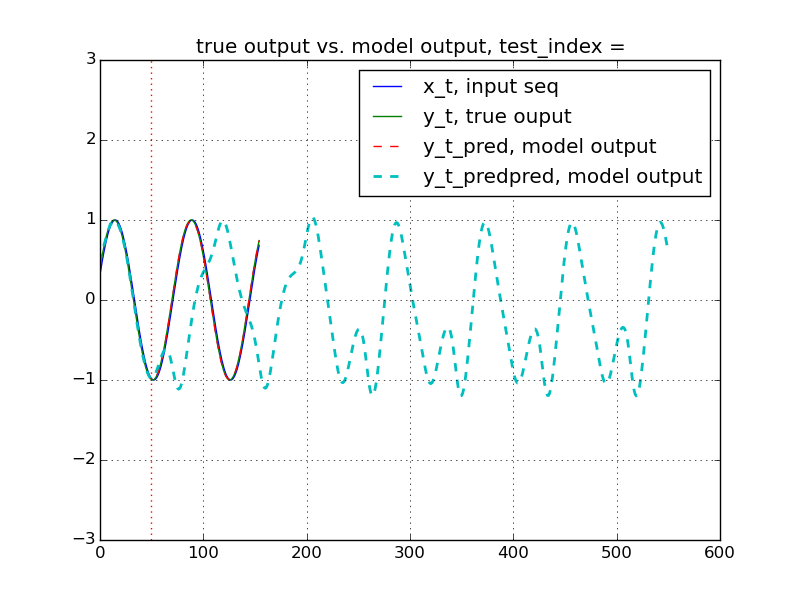 true output vs. model output, test_index =
x_t, input seq
y_t, true ouput
y_t_pred, model output
y_t_predpred, model output
3
2
1
0
−1
−2
−3
0 100 200 300 400 500 600